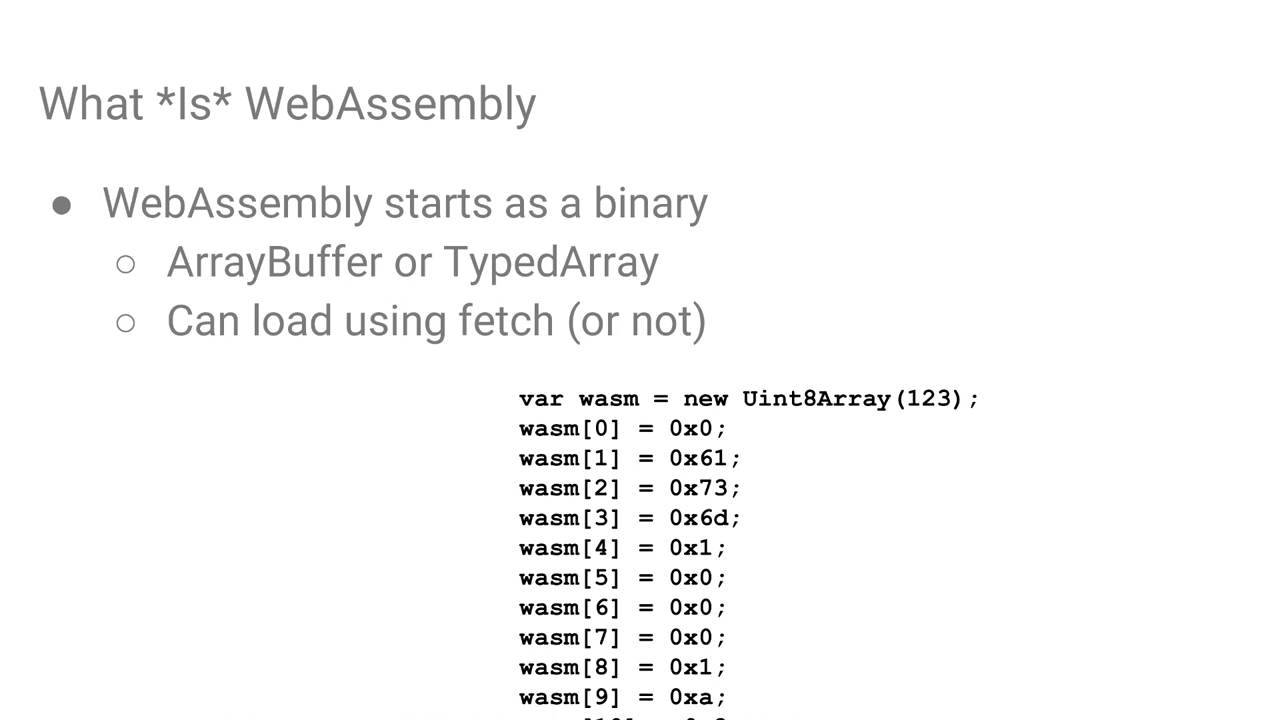 What *Is* WebAssembly
● WebAssembly starts as a binary
○ ArrayBuffer or TypedArray
○ Can load using fetch (or not)
var wasm = new Uint8Array(123);
wasm[0] = 0x0;
wasm[1] = 0x61;
wasm[2] = 0x73;
wasm[3] = 0x6d;
wasm[4] = 0x1;
wasm[5] = 0x0;
wasm[6] = 0x0;
wasm[7] = 0x0;
wasm[8] = 0x1;
wasm[9] = 0xa;